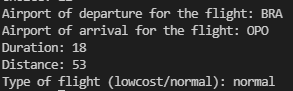 Airport of departure for the flight: BRA
Airport of arrival for the flight: OPO
Duration: 18
Distance: 53
Type of flight (lowcost/normal): normal